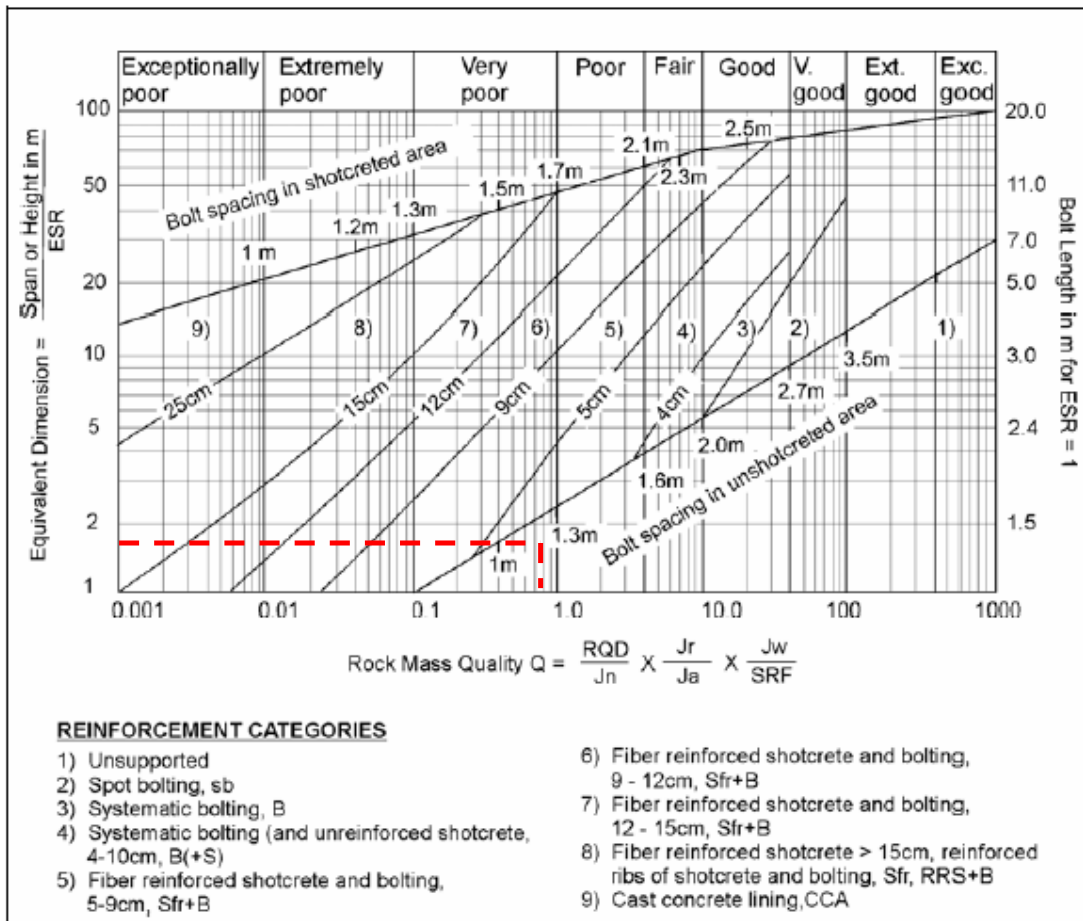 Exceptionally poor
Extremely poor
Very poor
Poor
Fair
Good
V. good
Ext. good
Exc. good
100
50
20
10
5
2
1
20.0
11.0
7.0
5.0
3.0
2.4
1.5
Equivalent Dimension = Span or Height in m
ESR
Bolt Length in m for ESR = 1
Bolt spacing in shotcreted area
1 m
1.2m
1.3m
1.5m
1.7m
2.1m
2.3m
2.5m
9)
8)
7)
6)
5)
4)
3)
2)
1)
25cm
15cm
12cm
9cm
5cm
4cm
3.5m
2.7m
2.0m
1.6m
1.3m
1m
Bolt spacing in unshotcreted area
0.001
0.01
0.1
1.0
10.0
100
1000
Rock Mass Quality Q = RQD/Jn X Jr/Ja X Jw/SRF
REINFORCEMENT CATEGORIES
1) Unsupported
2) Spot bolting, sb
3) Systematic bolting, B
4) Systematic bolting (and unreinforced shotcrete,
4-10cm, B(+S)
5) Fiber reinforced shotcrete and bolting,
5-9cm, Sfr+B
6) Fiber reinforced shotcrete and bolting,
9 - 12cm, Sfr+B
7) Fiber reinforced shotcrete and bolting,
12 - 15cm, Sfr+B
8) Fiber reinforced shotcrete > 15cm, reinforced
ribs of shotcrete and bolting, Sfr, RRS+B
9) Cast concrete lining,CCA